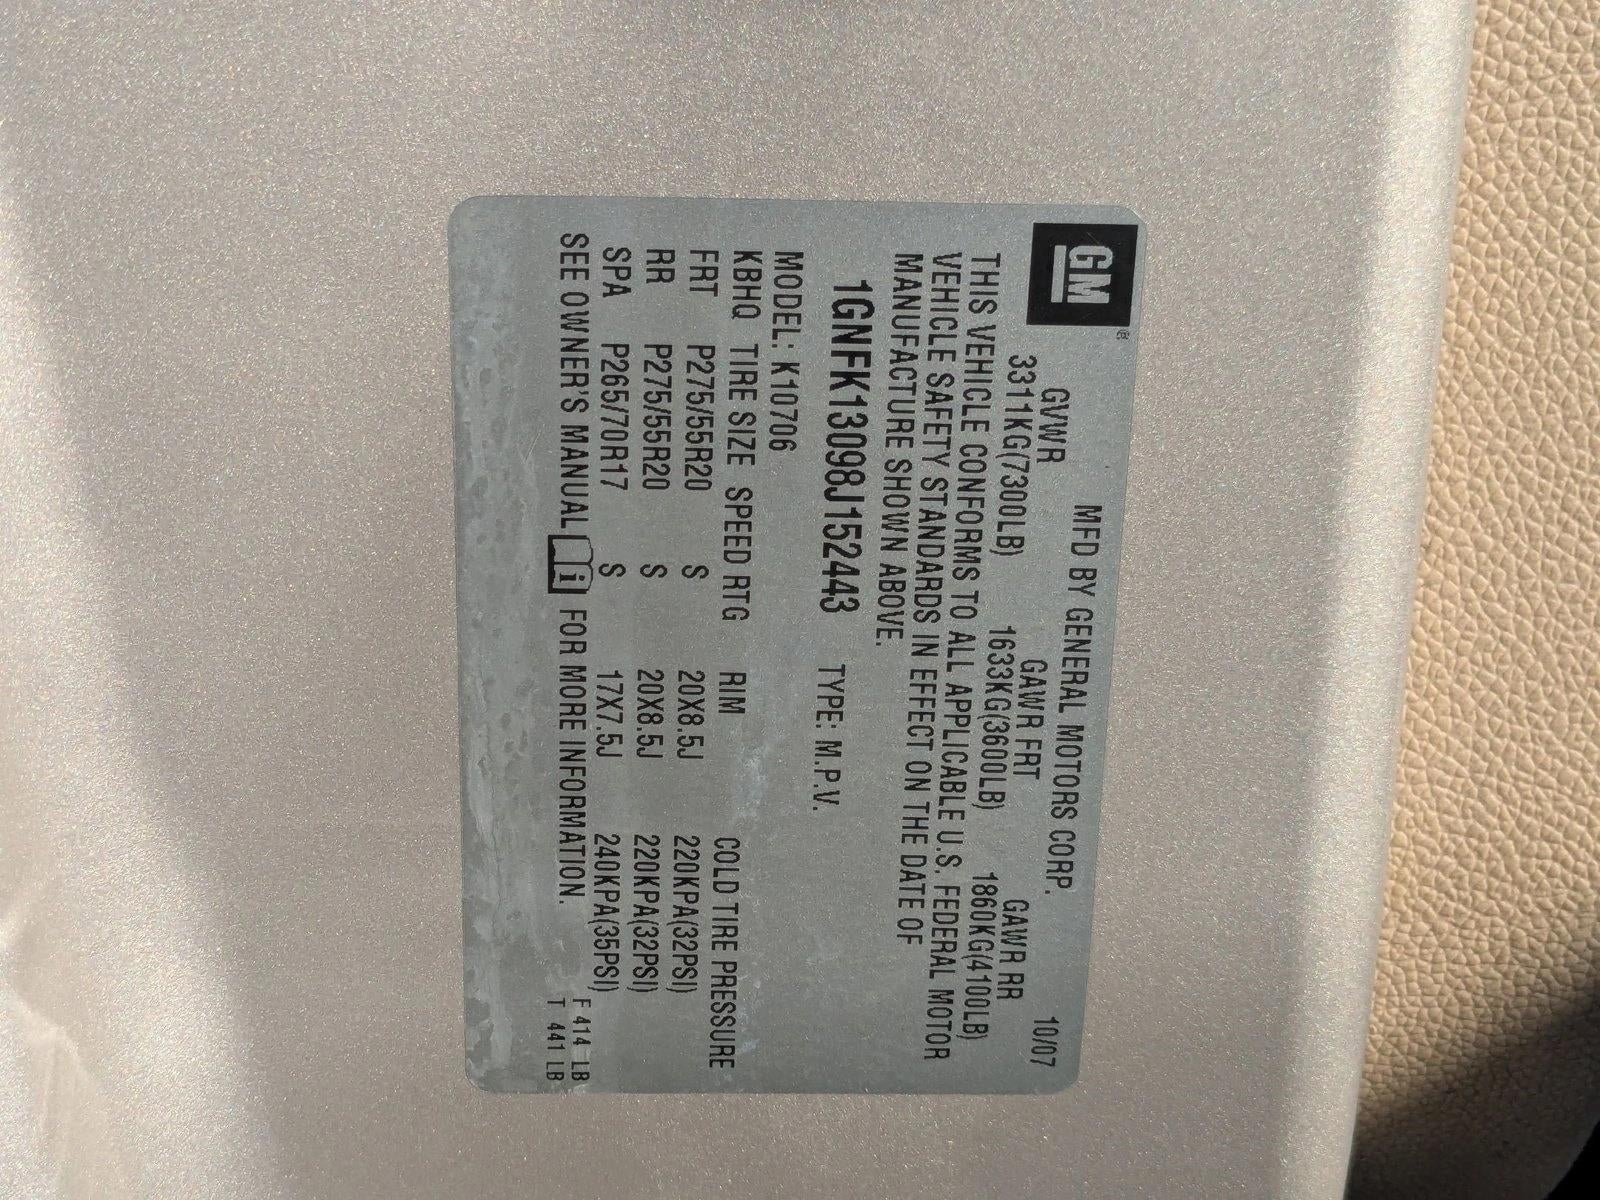 GM®
MFD BY GENERAL MOTORS CORP. 10/07
GVWR GAWR FRT GAWR RR
3311KG(7300LB) 1633KG(3600LB) 1860KG(4100LB)
THIS VEHICLE CONFORMS TO ALL APPLICABLE U.S. FEDERAL MOTOR
VEHICLE SAFETY STANDARDS IN EFFECT ON THE DATE OF
MANUFACTURE SHOWN ABOVE.
1GNFK13098J152443 TYPE: M.P.V.
MODEL: K10706
KBHQ TIRE SIZE SPEED RTG RIM COLD TIRE PRESSURE
FRT P275/55R20 S 20X8.5J 220KPA(32PSI)
RR P275/55R20 S 20X8.5J 220KPA(32PSI)
SPA P265/70R17 S 17X7.5J 240KPA(35PSI)
SEE OWNER'S MANUAL i FOR MORE INFORMATION.
F 414 LB
T 441 LB